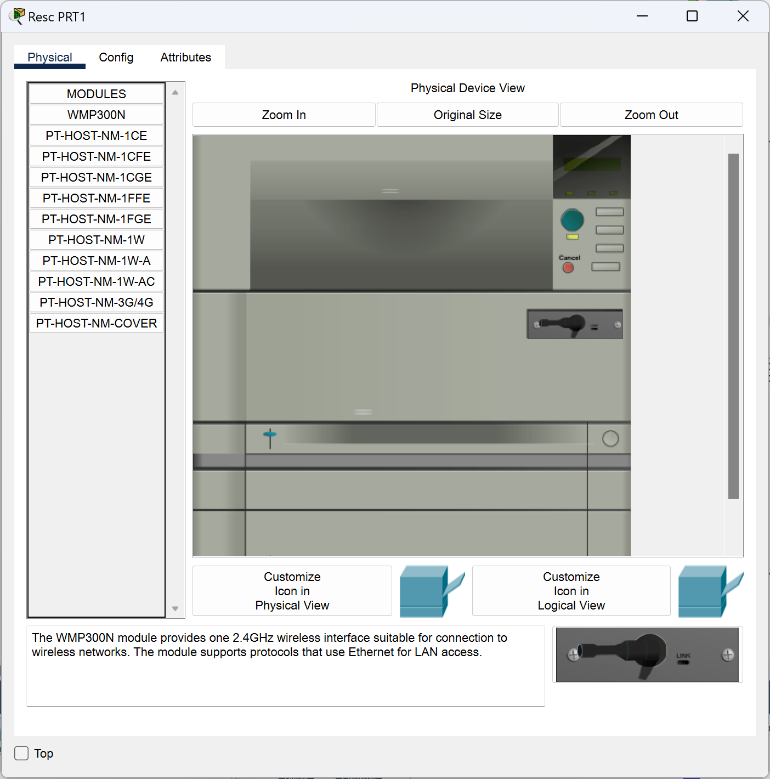 Resc PRT1
Physical
Config
Attributes
MODULES
WMP300N
PT-HOST-NM-1CE
PT-HOST-NM-1CFE
PT-HOST-NM-1CGE
PT-HOST-NM-1FFE
PT-HOST-NM-1FGE
PT-HOST-NM-1W
PT-HOST-NM-1W-A
PT-HOST-NM-1W-AC
PT-HOST-NM-3G/4G
PT-HOST-NM-COVER
Physical Device View
Zoom In
Original Size
Zoom Out
Cancel
Customize
Icon in
Physical View
Customize
Icon in
Logical View
The WMP300N module provides one 2.4GHz wireless interface suitable for connection to
wireless networks. The module supports protocols that use Ethernet for LAN access.
LINK
Top